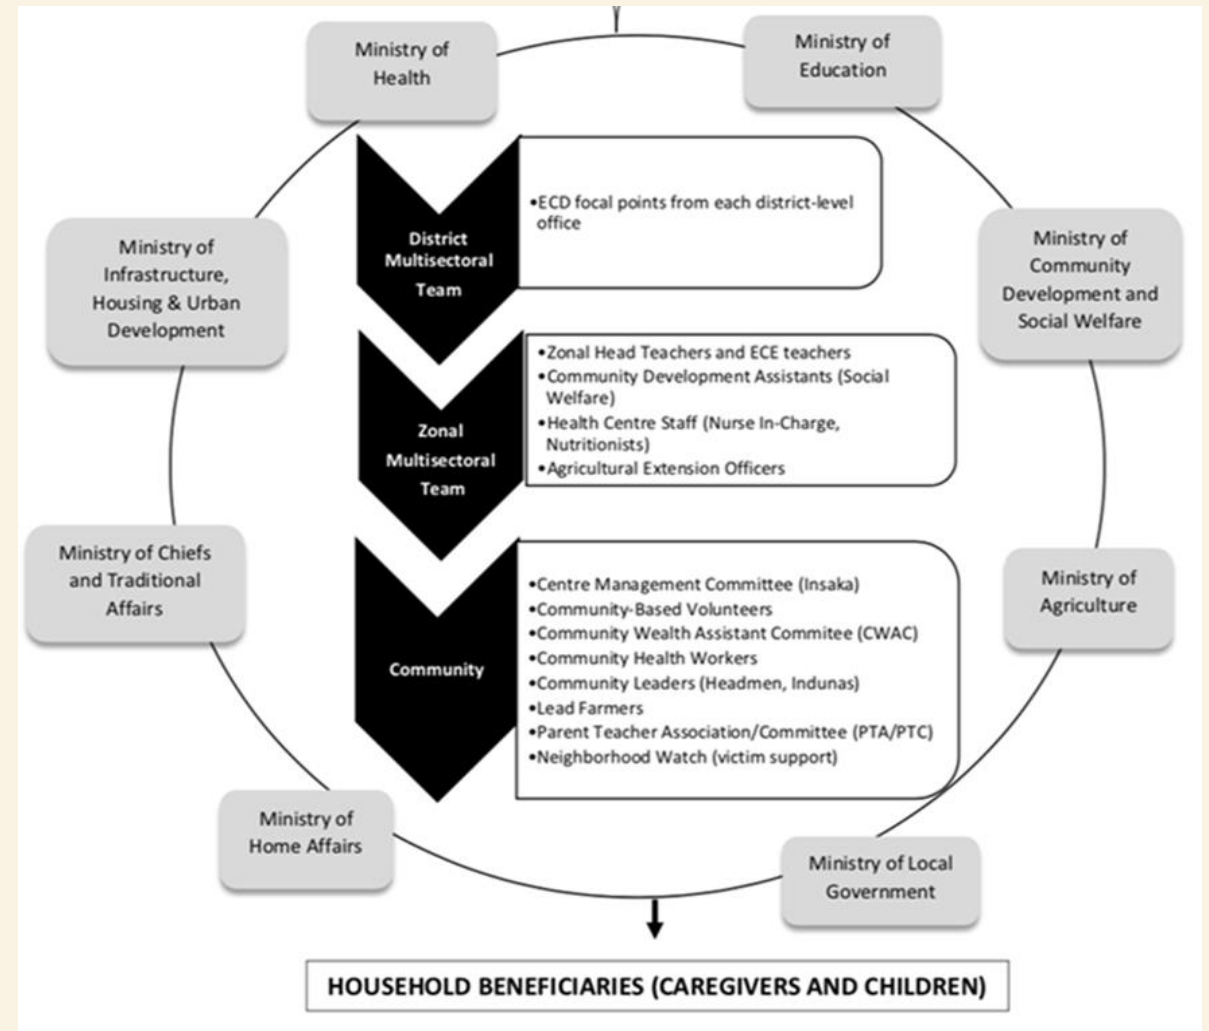 Ministry of
Health
Ministry of
Education
Ministry of
Infrastructure,
Housing & Urban
Development
Ministry of
Community
Development and
Social Welfare
District
Multisectoral
Team
•ECD focal points from each district-level
office
Zonal
Multisectoral
Team
•Zonal Head Teachers and ECE teachers
•Community Development Assistants (Social
Welfare)
•Health Centre Staff (Nurse In-Charge,
Nutritionists)
•Agricultural Extension Officers
Ministry of Chiefs
and Traditional
Affairs
Ministry of
Agriculture
Community
•Centre Management Committee (Insaka)
•Community-Based Volunteers
•Community Wealth Assistant Commitee (CWAC)
•Community Health Workers
•Community Leaders (Headmen, Indunas)
•Lead Farmers
•Parent Teacher Association/Committee (PTA/PTC)
•Neighborhood Watch (victim support)
Ministry of
Home Affairs
Ministry of Local
Government
HOUSEHOLD BENEFICIARIES (CAREGIVERS AND CHILDREN)